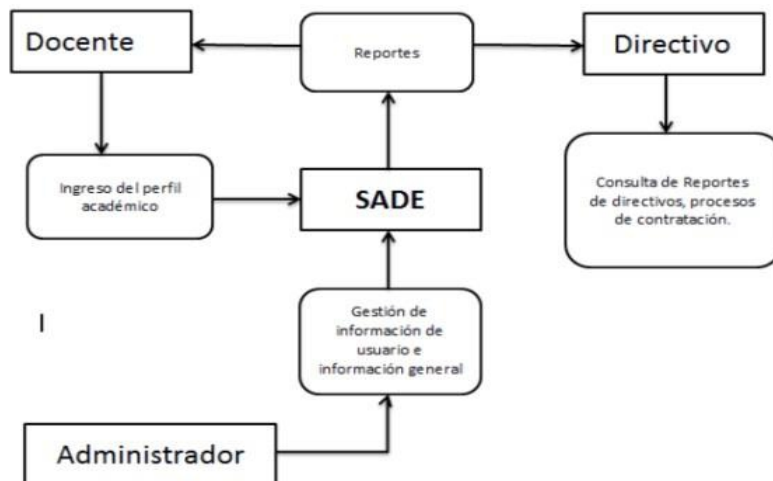 Docente
Reportes
Directivo
Ingreso del perfil
académico
SADE
Consulta de Reportes
de directivos, procesos
de contratación.
I
Gestión de
información de
usuario e
información general
Administrador